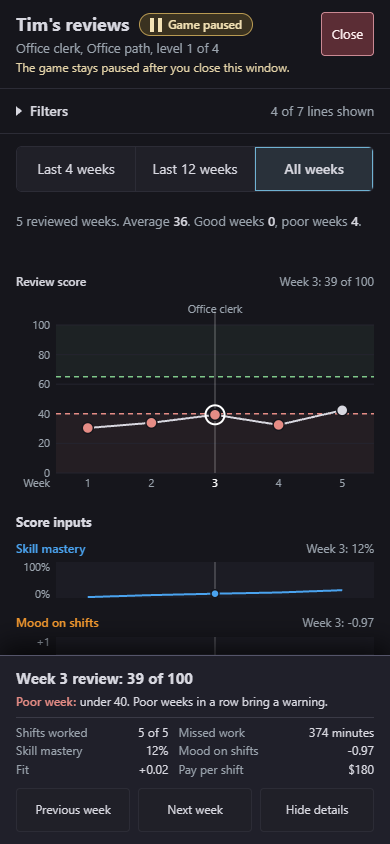 Tim's reviews
Game paused
Close
Office clerk, Office path, level 1 of 4
The game stays paused after you close this window.
Filters
4 of 7 lines shown
Last 4 weeks
Last 12 weeks
All weeks
5 reviewed weeks. Average 36. Good weeks 0, poor weeks 4.
Review score
Week 3: 39 of 100
Office clerk
100
80
60
40
20
0
Week 1 2 3 4 5
Score inputs
Skill mastery
Week 3: 12%
100%
0%
Mood on shifts
Week 3: -0.97
+1
Week 3 review: 39 of 100
Poor week: under 40. Poor weeks in a row bring a warning.
Shifts worked 5 of 5 Missed work 374 minutes
Skill mastery 12% Mood on shifts -0.97
Fit +0.02 Pay per shift $180
Previous week
Next week
Hide details